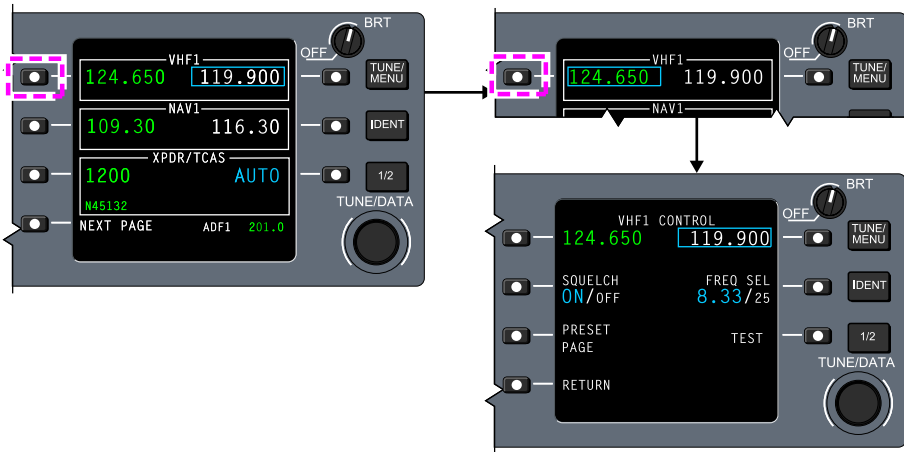 BRT
OFF
VHF1
124.650 119.900
TUNE/
MENU
NAV1
109.30 116.30
IDENT
XPDR/TCAS
1200 AUTO
1/2
N45132
TUNE/DATA
NEXT PAGE ADF1 201.0
BRT
OFF
VHF1
124.650 119.900
TUNE/
MENU
NAV1
BRT
OFF
VHF1 CONTROL
124.650 119.900
TUNE/
MENU
SQUELCH FREQ SEL
ON/OFF 8.33/25
IDENT
PRESET
PAGE
TEST
1/2
TUNE/DATA
RETURN